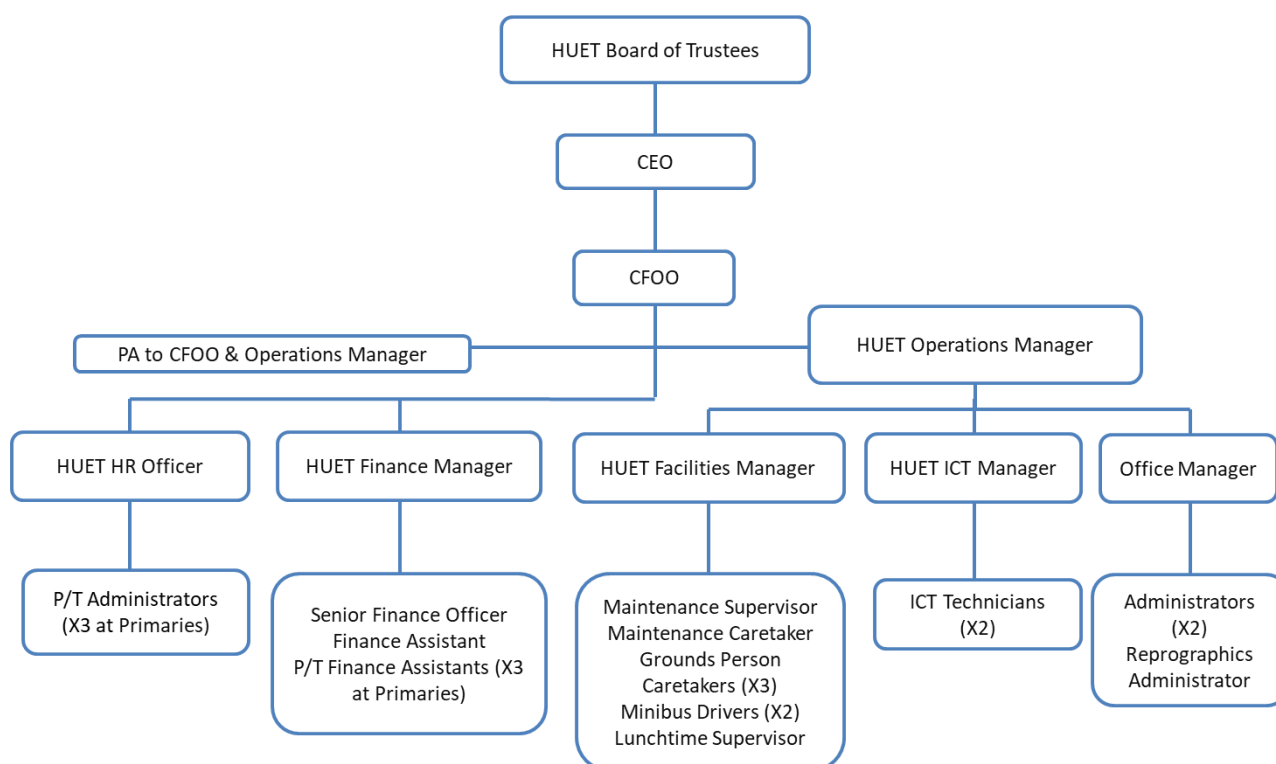 HUET Board of Trustees
CEO
CFOO
PA to CFOO & Operations Manager
HUET Operations Manager
HUET HR Officer
HUET Finance Manager
HUET Facilities Manager
HUET ICT Manager
Office Manager
P/T Administrators
(X3 at Primaries)
Senior Finance Officer
Finance Assistant
P/T Finance Assistants (X3
at Primaries)
Maintenance Supervisor
Maintenance Caretaker
Grounds Person
Caretakers (X3)
Minibus Drivers (X2)
Lunchtime Supervisor
ICT Technicians
(X2)
Administrators
(X2)
Reprographics
Administrator